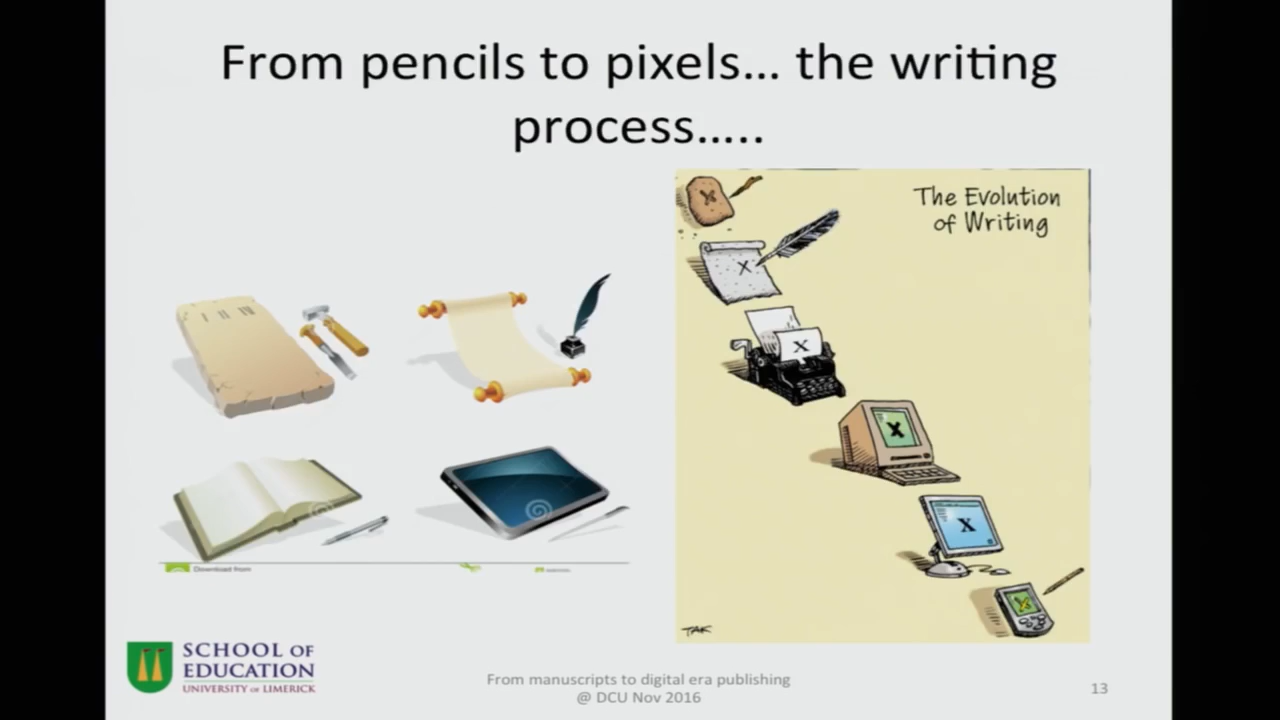 From pencils to pixels... the writing
process.....
The Evolution
of Writing
X
X
X
X
X
X
TAK
Download from
SCHOOL OF
EDUCATION
UNIVERSITY of LIMERICK
From manuscripts to digital era publishing
@ DCU Nov 2016
13